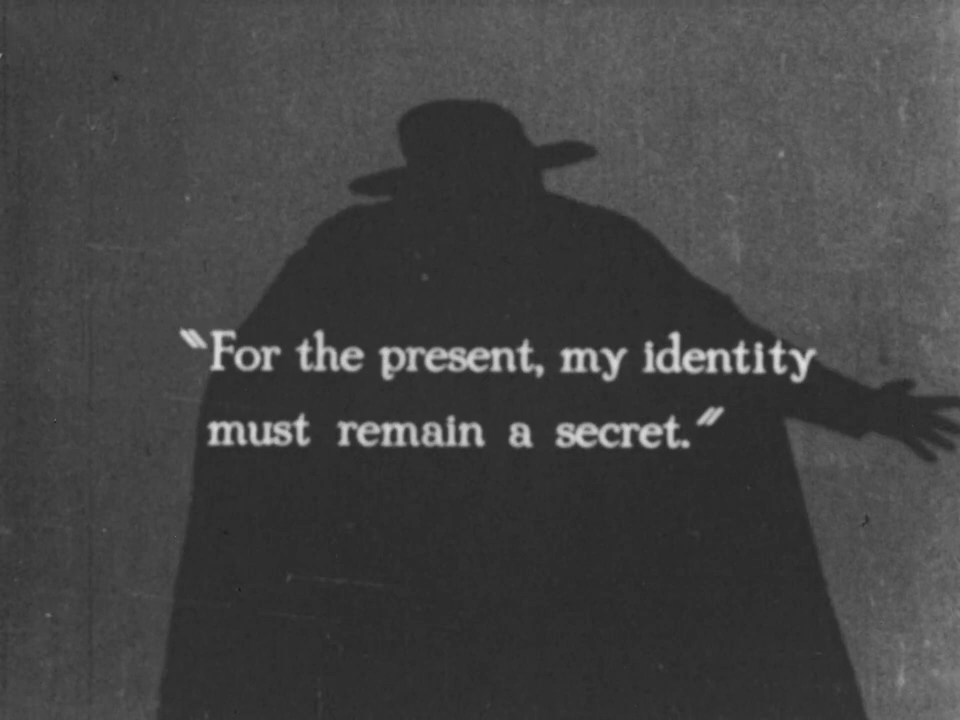 "For the present, my identity
must remain a secret."